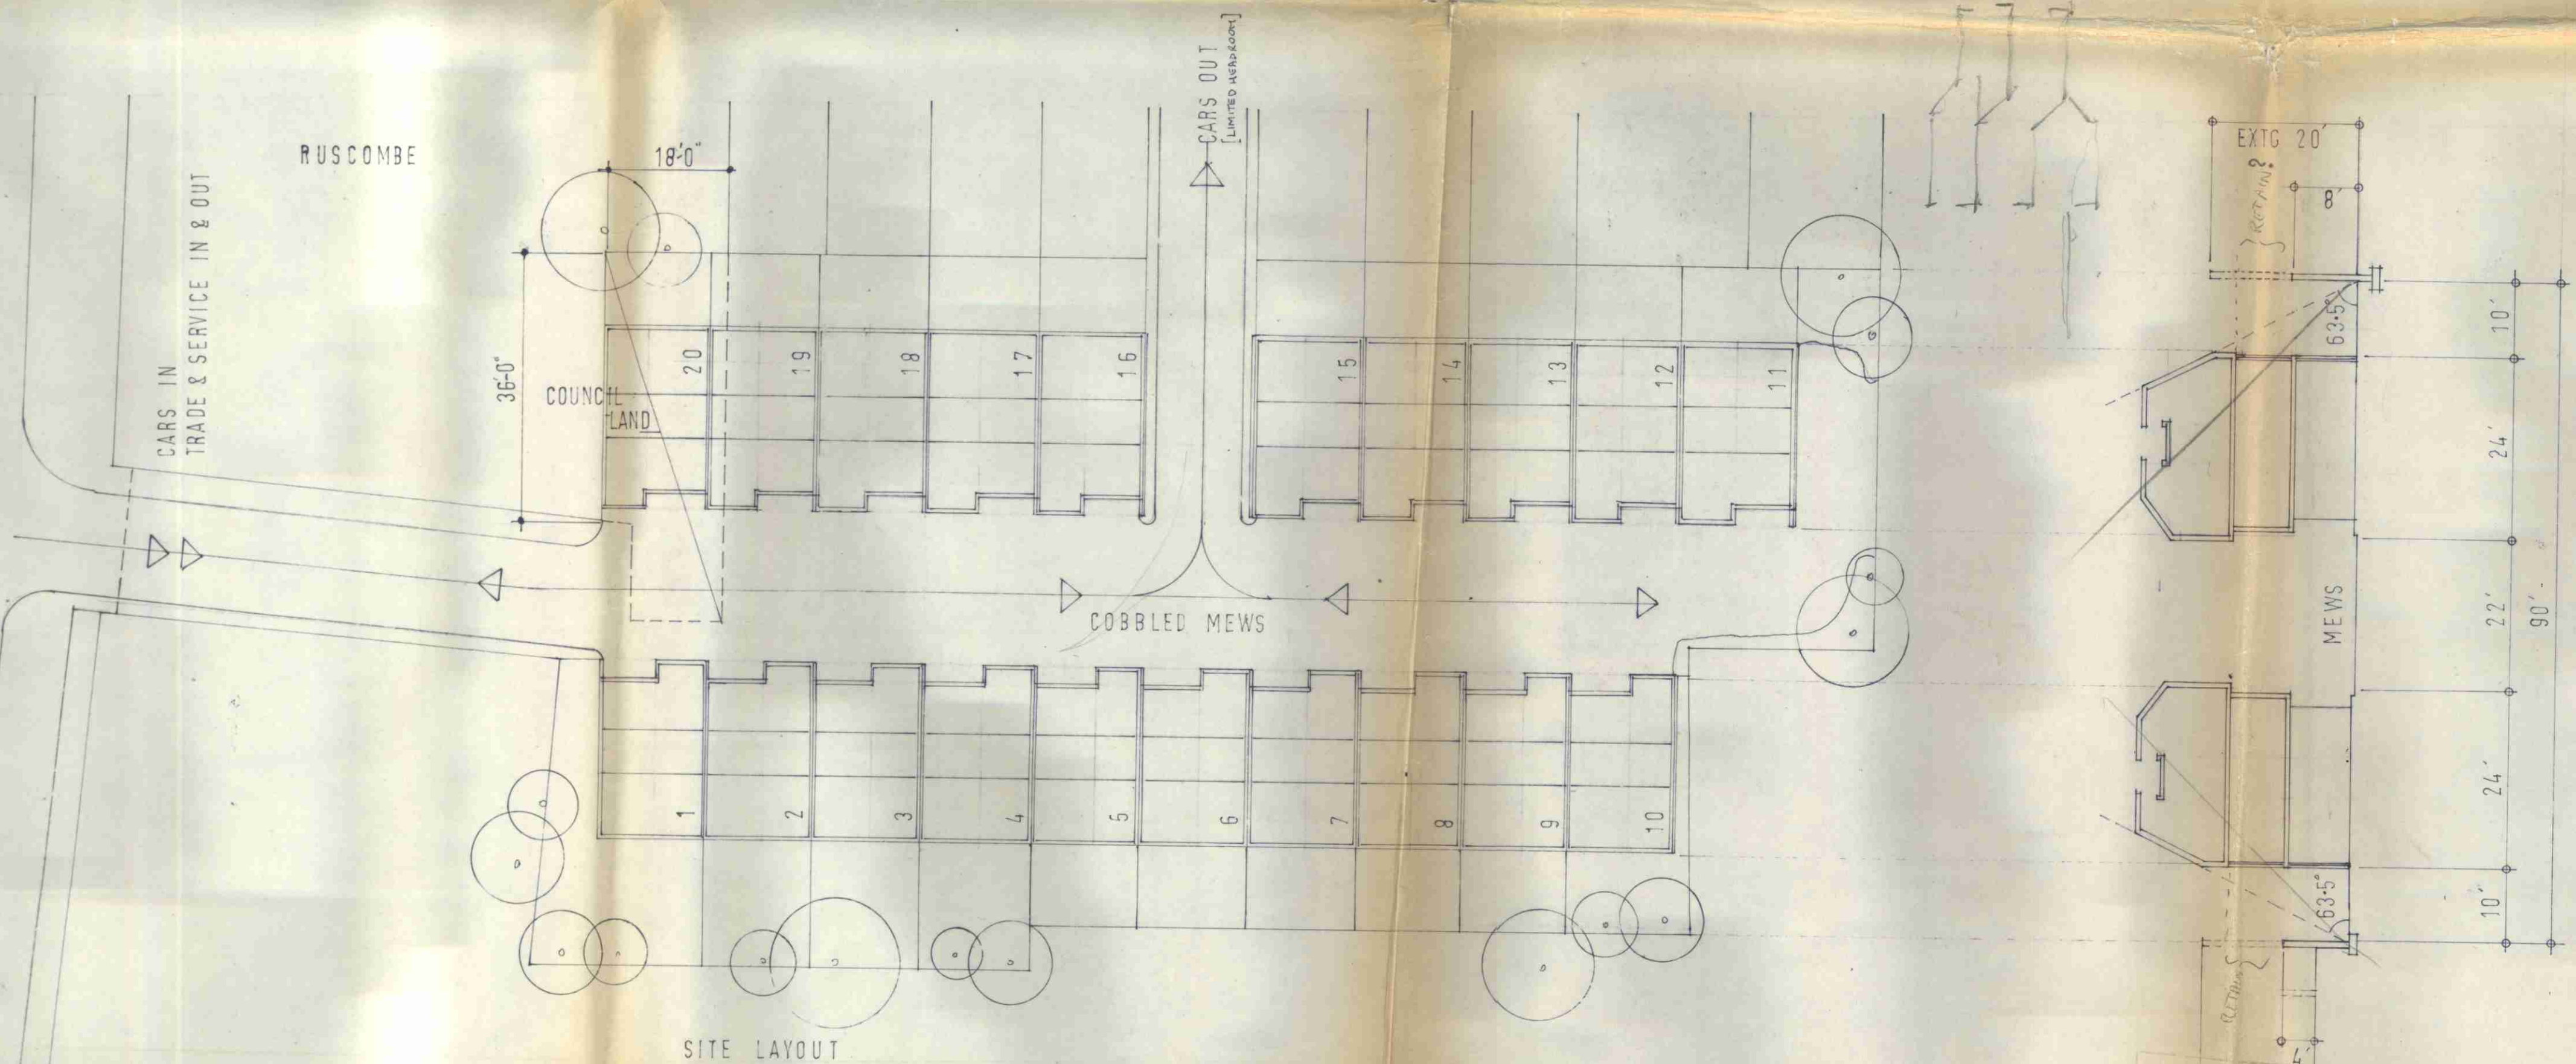 RUSCOMBE
CARS IN
TRADE & SERVICE IN & OUT
18'-0"
36-0"
COUNCIL
LAND
CARS OUT
[LIMITED HEADROOM]
20
19
18
17
16
15
14
13
12
11
COBBLED MEWS
1
2
3
4
5
6
7
8
9
10
SITE LAYOUT
EXTG 20'
RETAIN?
8'
63·5°
10'
24'
22'
90'-
MEWS
24'
10'
63·5°
RETAIN
4'